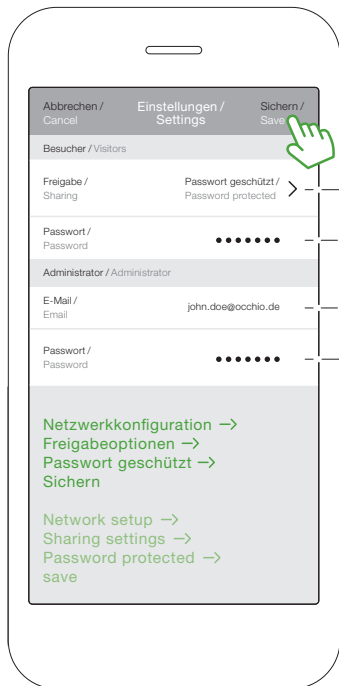 Abbrechen / Einstellungen / Sichern /
Cancel Settings Save
Besucher / Visitors
Freigabe / Passwort geschützt /
Sharing Password protected
Passwort /
Password
Administrator / Administrator
E-Mail /
Email
john.doe@occhio.de
Passwort /
Password
Netzwerkkonfiguration →
Freigabeoptionen →
Passwort geschützt →
Sichern
Network setup →
Sharing settings →
Password protected →
save